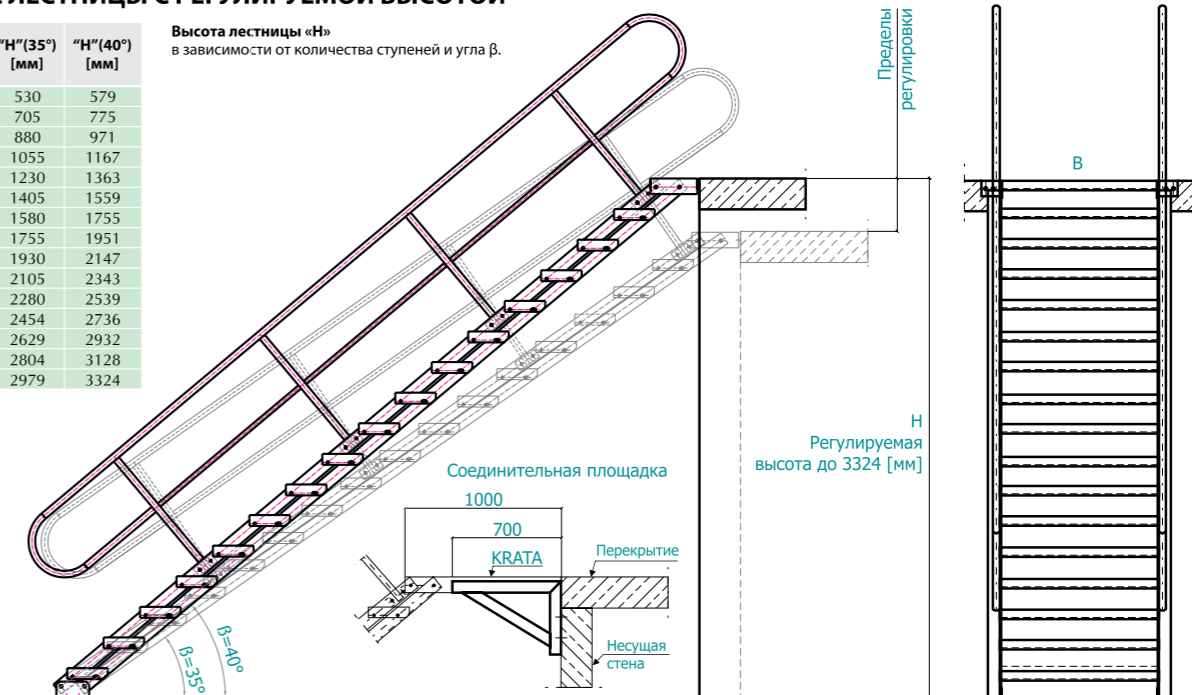 ЛЕСТНИЦЫ С РЕГУЛИРУЕМОЙ ВЫСОТОЙ
"Н"(35°) "Н"(40°)
[мм] [мм]
530 579
705 775
880 971
1055 1167
1230 1363
1405 1559
1580 1755
1755 1951
1930 2147
2105 2343
2280 2539
2454 2736
2629 2932
2804 3128
2979 3324
Высота лестницы «Н»
в зависимости от количества ступеней и угла β.
Пределы
регулировки
B
H
Регулируемая
высота до 3324 [мм]
Соединительная площадка
1000
700
KRATA
Перекрытие
Несущая
стена
β=40°
β=35°